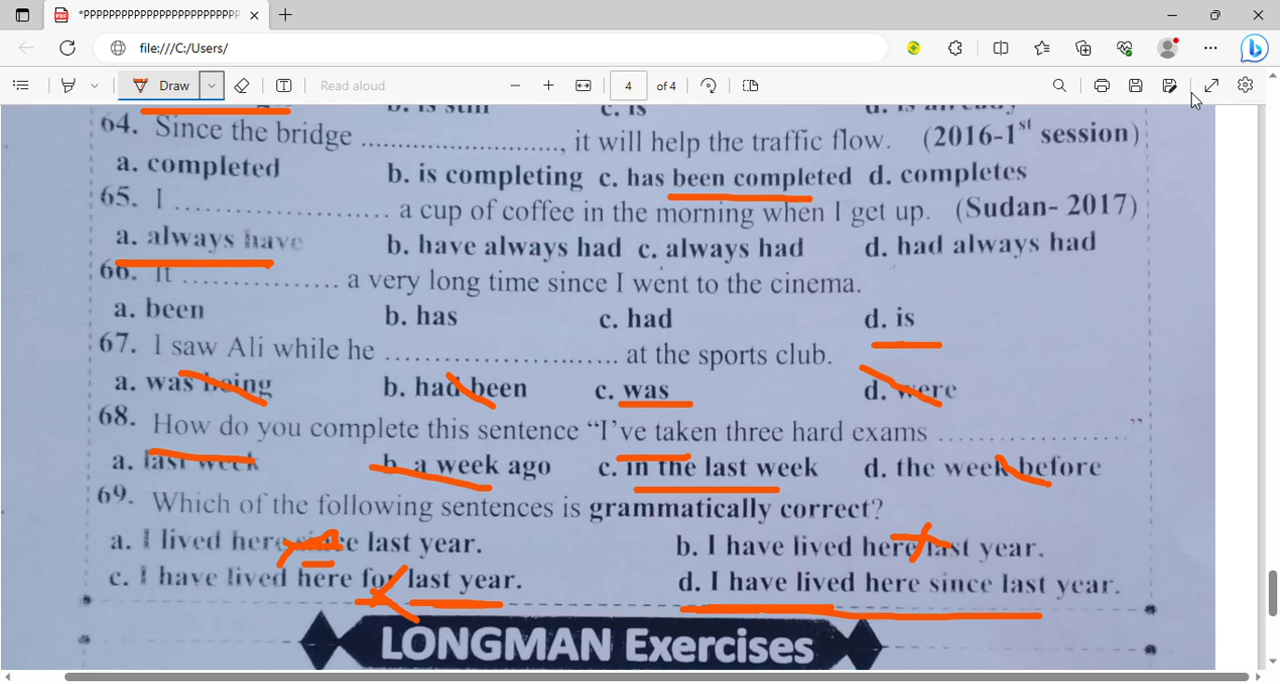 *PPPPPPPPPPPPPPPPPPPPPPPPP
file:///C:/Users/
Draw Read aloud 4 of 4
b. is still c. is d. is already
64. Since the bridge ........................., it will help the traffic flow. (2016-1st session)
a. completed b. is completing c. has been completed d. completes
65. I .......................... a cup of coffee in the morning when I get up. (Sudan- 2017)
a. always have b. have always had c. always had d. had always had
66. It ................... a very long time since I went to the cinema.
a. been b. has c. had d. is
67. I saw Ali while he ............................ at the sports club.
a. was being b. had been c. was d. were
68. How do you complete this sentence “I’ve taken three hard exams .....................”
a. last week b. a week ago c. in the last week d. the week before
69. Which of the following sentences is grammatically correct?
a. I lived here since last year. b. I have lived here last year.
c. I have lived here for last year. d. I have lived here since last year.
LONGMAN Exercises